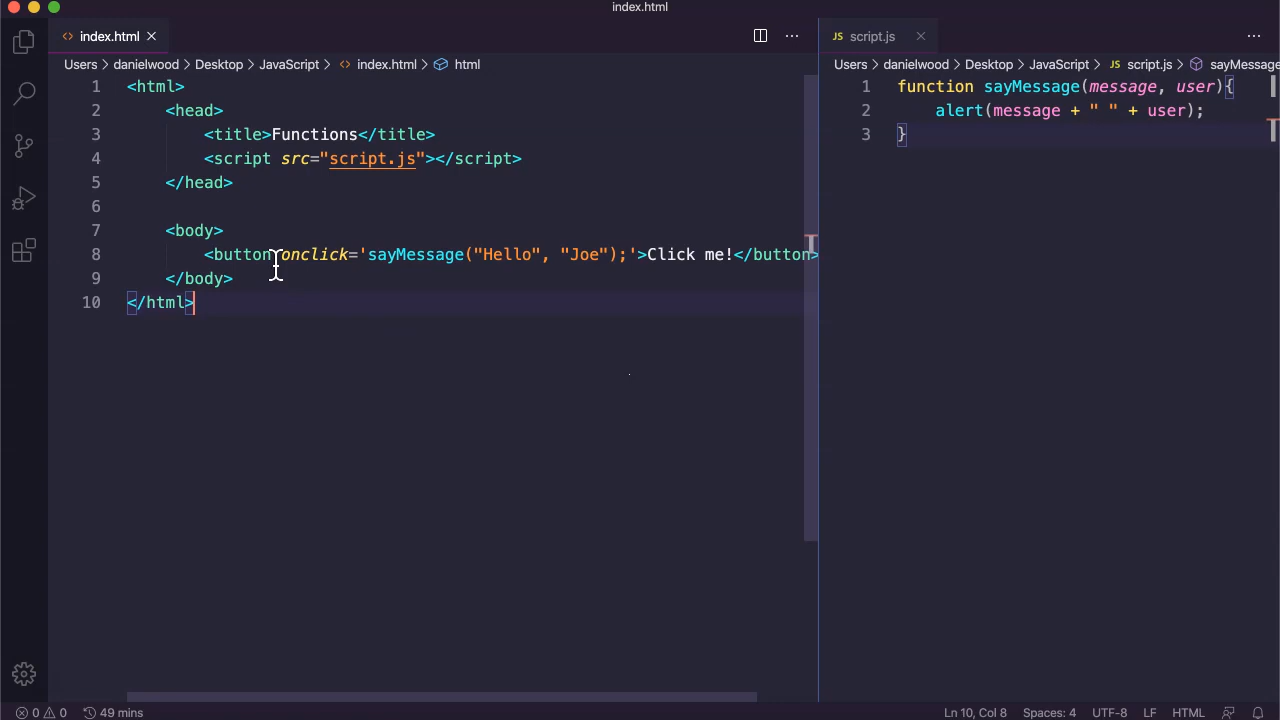 index.html
index.html
Users > danielwood > Desktop > JavaScript > index.html > html
1 <html>
2 <head>
3 <title>Functions</title>
4 <script src="script.js"></script>
5 </head>
6
7 <body>
8 <button onclick='sayMessage("Hello", "Joe");'>Click me!</button>
9 </body>
10 </html>
JS script.js
Users > danielwood > Desktop > JavaScript > JS script.js > sayMessage
1 function sayMessage(message, user){
2 alert(message + " " + user);
3 }
0 0 49 mins
Ln 10, Col 8 Spaces: 4 UTF-8 LF HTML